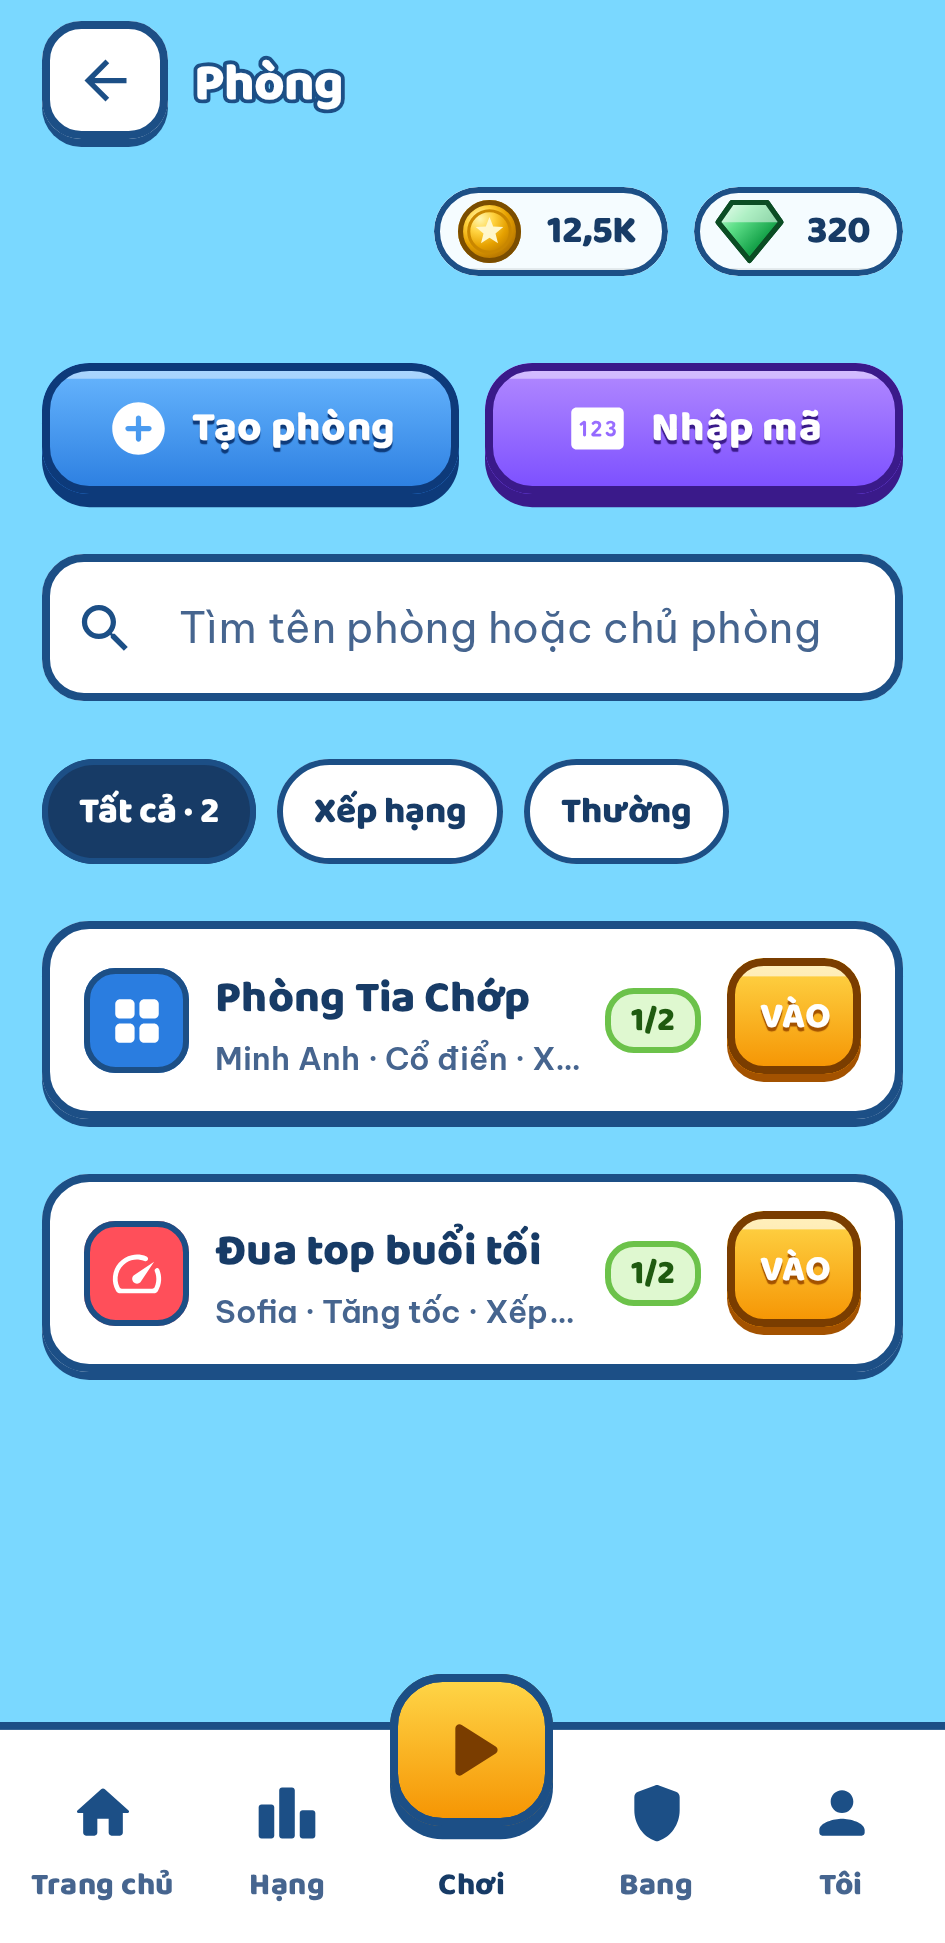 Phòng
12,5K
320
Tạo phòng
123
Nhập mã
Tìm tên phòng hoặc chủ phòng
Tất cả · 2
Xếp hạng
Thường
Phòng Tia Chớp
Minh Anh · Cổ điển · X...
1/2
VÀO
Đua top buổi tối
Sofia · Tăng tốc · Xếp...
1/2
VÀO
Trang chủ
Hạng
Chơi
Bang
Tôi